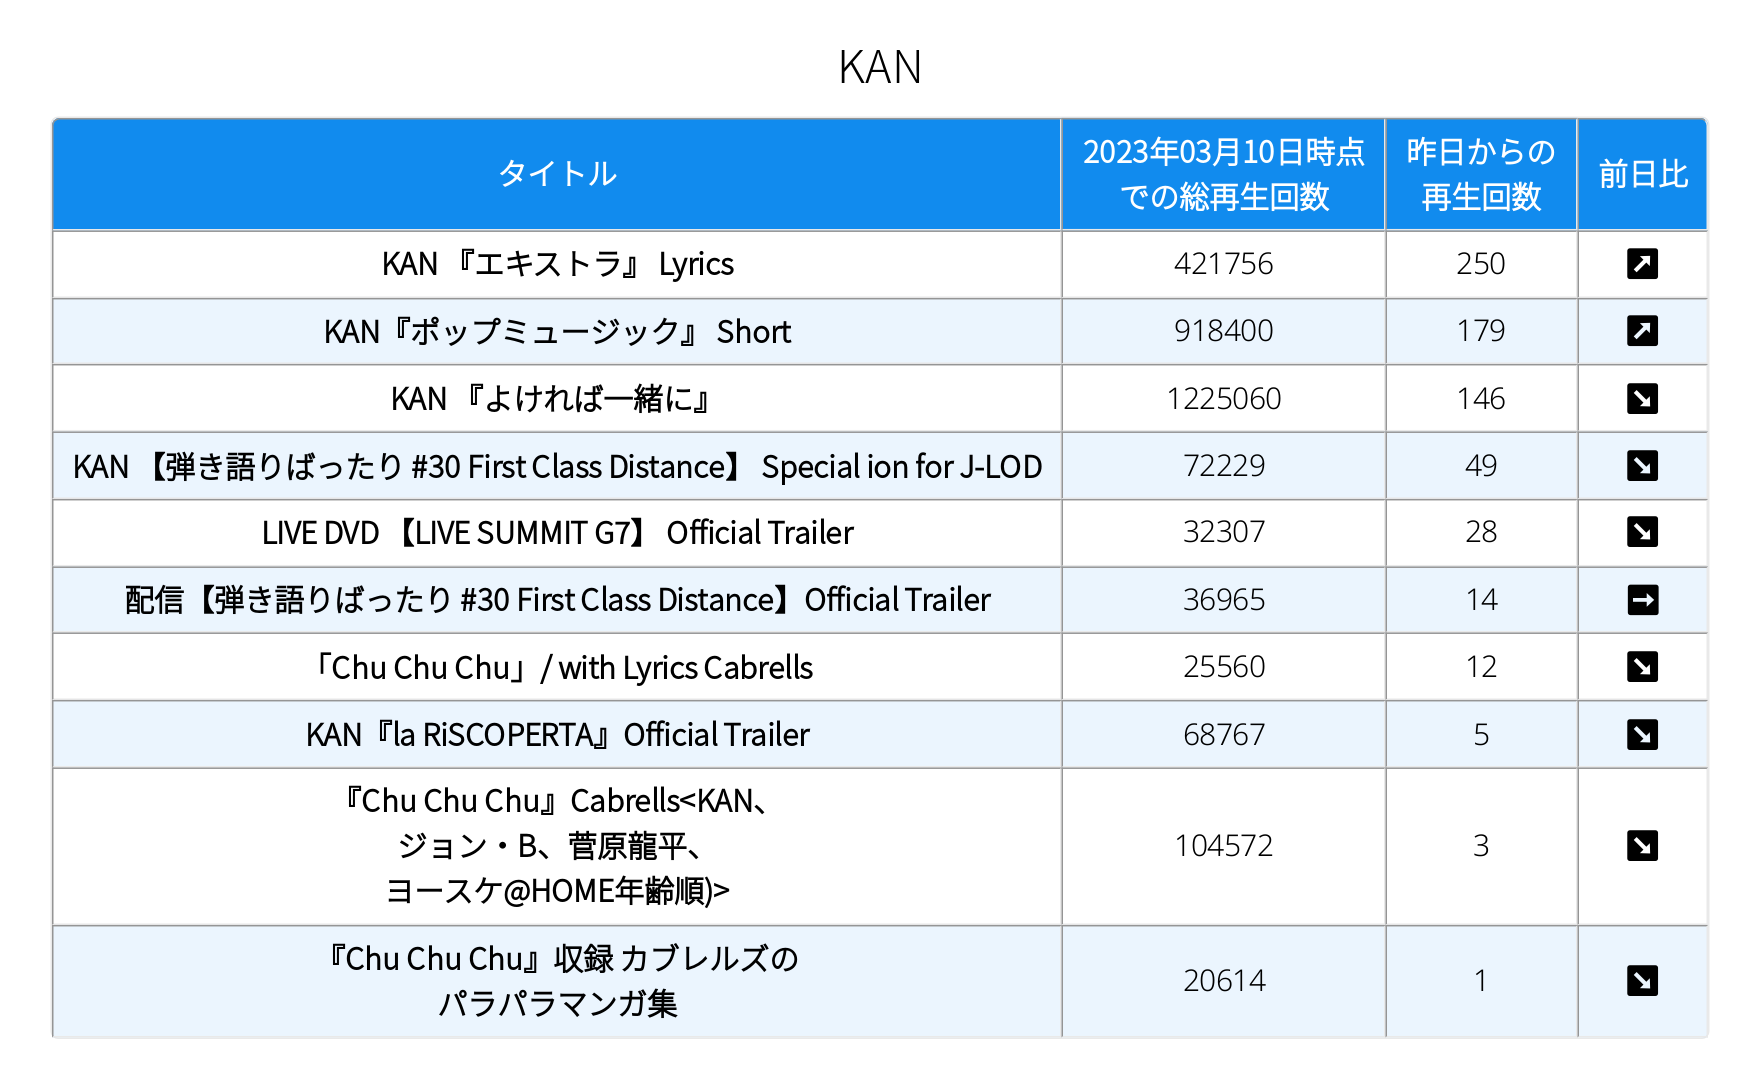 KAN
タイトル
2023年03月10日時点
での総再生回数
昨日からの
再生回数
前日比
KAN 『エキストラ』 Lyrics
421756
250
KAN『ポップミュージック』 Short
918400
179
KAN 『よければ一緒に』
1225060
146
KAN 【弾き語りばったり #30 First Class Distance】 Special ion for J-LOD
72229
49
LIVE DVD 【LIVE SUMMIT G7】 Official Trailer
32307
28
配信【弾き語りばったり #30 First Class Distance】Official Trailer
36965
14
「Chu Chu Chu」/ with Lyrics Cabrells
25560
12
KAN『la RiSCOPERTA』Official Trailer
68767
5
『Chu Chu Chu』Cabrells<KAN、
ジョン・B、菅原龍平、
ヨースケ@HOME年齢順)>
104572
3
『Chu Chu Chu』収録 カブレルズの
パラパラマンガ集
20614
1